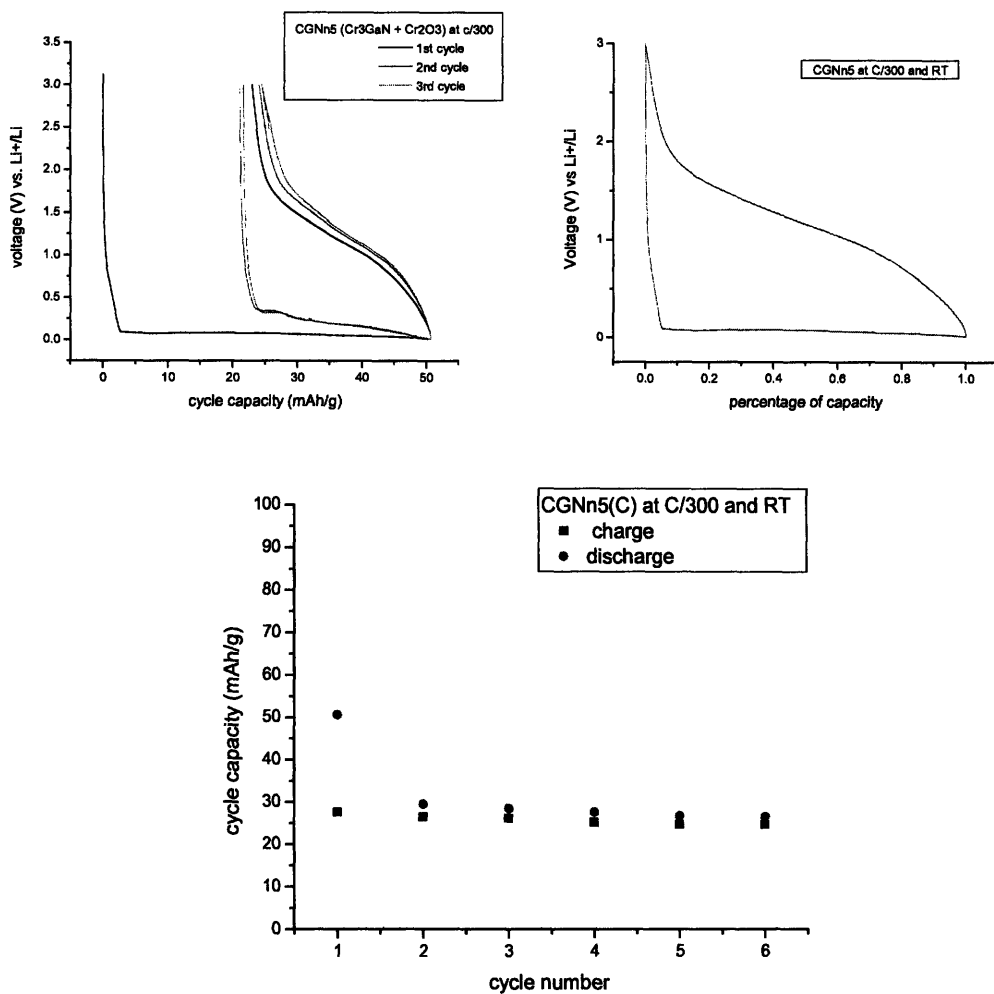 CGNn5 (Cr3GaN + Cr2O3) at c/300
1st cycle
2nd cycle
3rd cycle
3.5
3.0
2.5
2.0
1.5
1.0
0.5
0.0
voltage (V) vs. Li+/Li
0 10 20 30 40 50
cycle capacity (mAh/g)
CGNn5 at C/300 and RT
3
2
1
0
Voltage (V) vs Li+/Li
0.0 0.2 0.4 0.6 0.8 1.0
percentage of capacity
CGNn5(C) at C/300 and RT
charge
discharge
100
90
80
70
60
50
40
30
20
10
0
cycle capacity (mAh/g)
1 2 3 4 5 6
cycle number